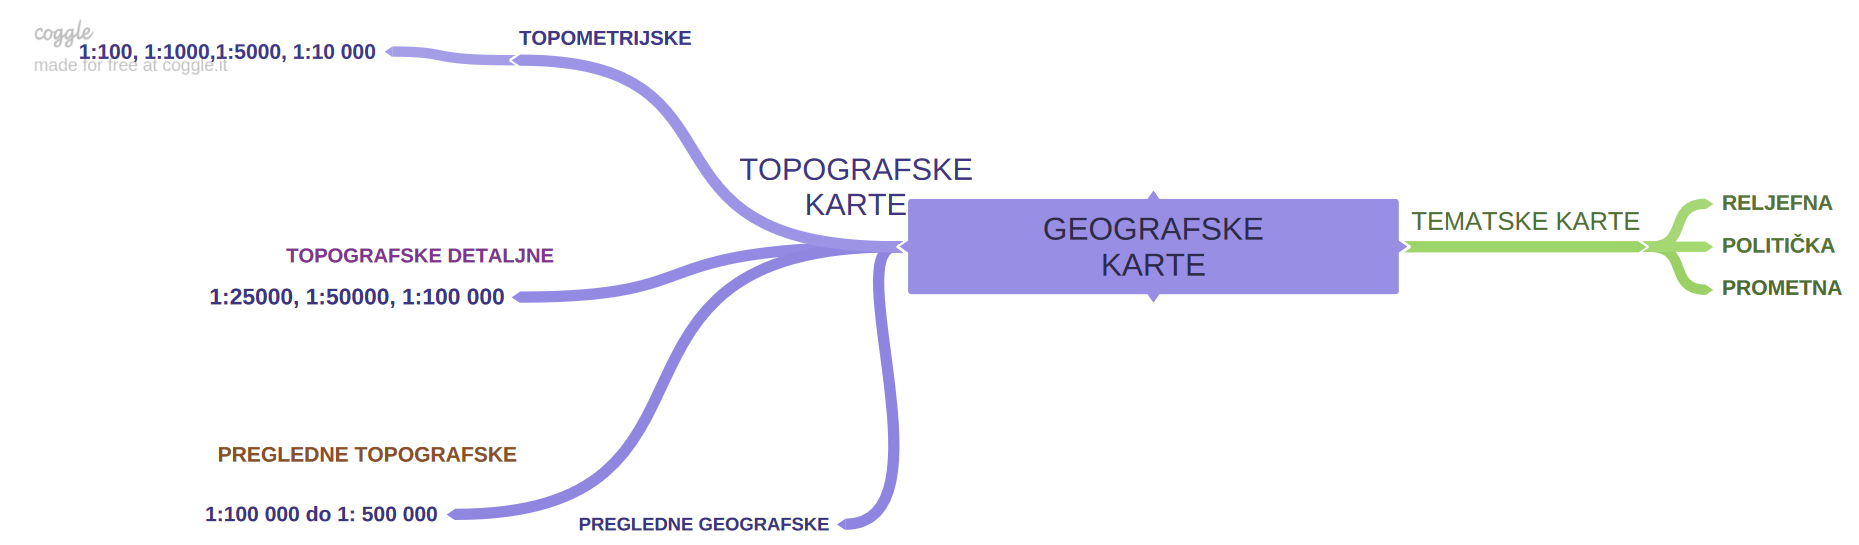 coggle
made for free at coggle.it
1:100, 1:1000,1:5000, 1:10 000
TOPOMETRIJSKE
TOPOGRAFSKE
KARTE
TOPOGRAFSKE DETALJNE
1:25000, 1:50000, 1:100 000
PREGLEDNE TOPOGRAFSKE
1:100 000 do 1: 500 000
PREGLEDNE GEOGRAFSKE
GEOGRAFSKE
KARTE
TEMATSKE KARTE
RELJEFNA
POLITIČKA
PROMETNA